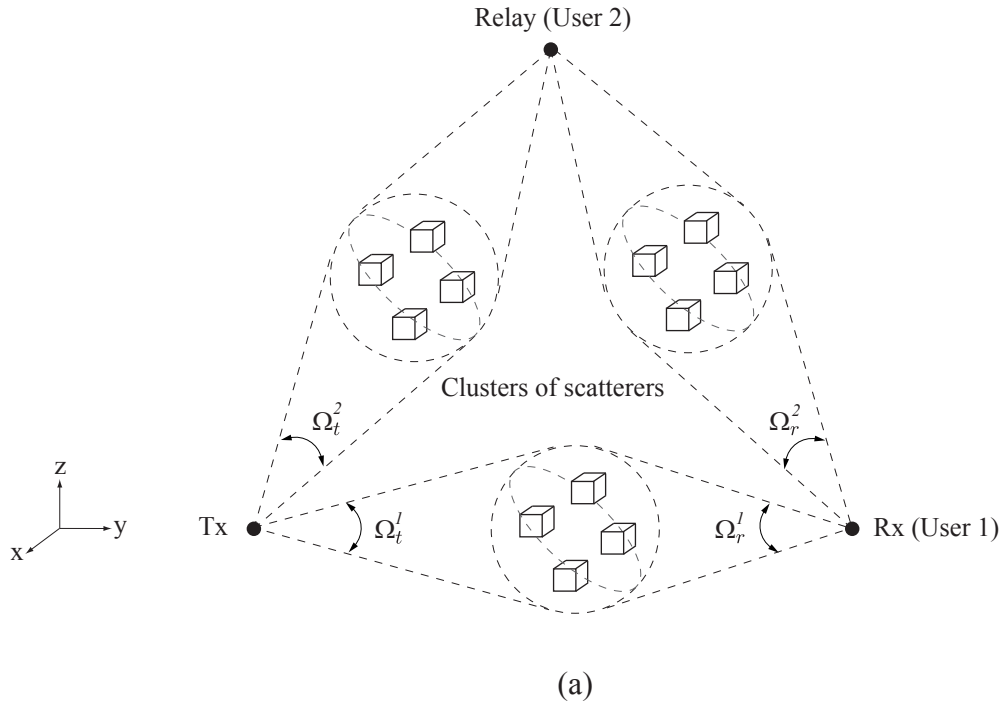 Relay (User 2)
Clusters of scatterers
Ω_t^2
Ω_r^2
z
y
x
Tx
Ω_t^1
Ω_r^1
Rx (User 1)
(a)